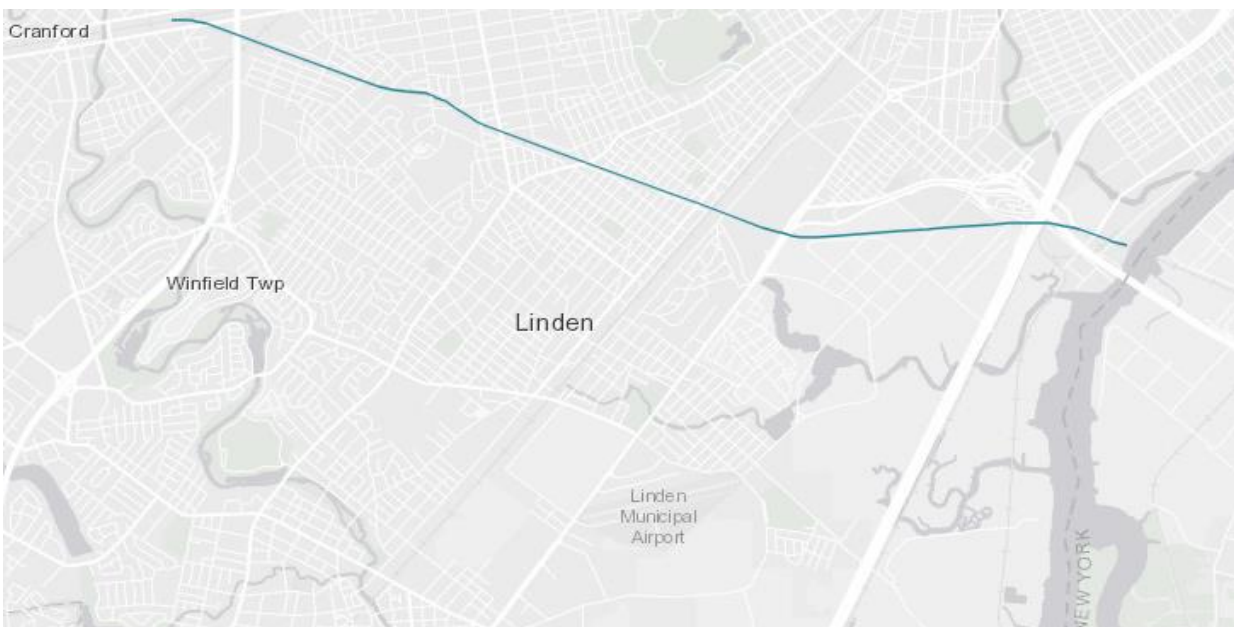 Cranford
Winfield Twp
Linden
Linden
Municipal
Airport
NEW YORK